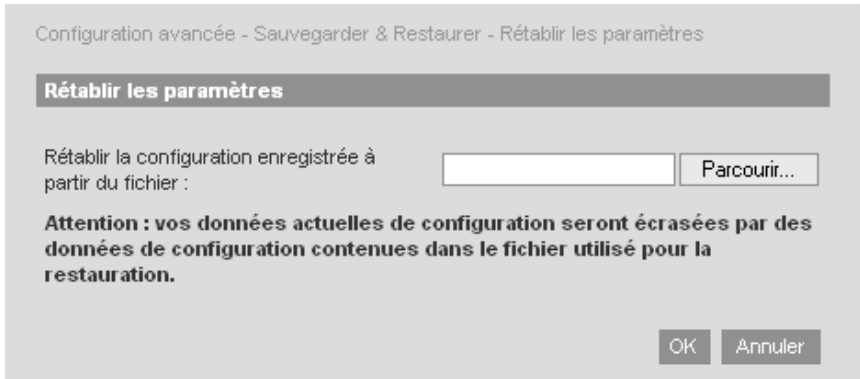 Configuration avancée - Sauvegarder & Restaurer - Rétablir les paramètres
Rétablir les paramètres
Rétablir la configuration enregistrée à
partir du fichier :
Parcourir...
Attention : vos données actuelles de configuration seront écrasées par des
données de configuration contenues dans le fichier utilisé pour la
restauration.
OK Annuler